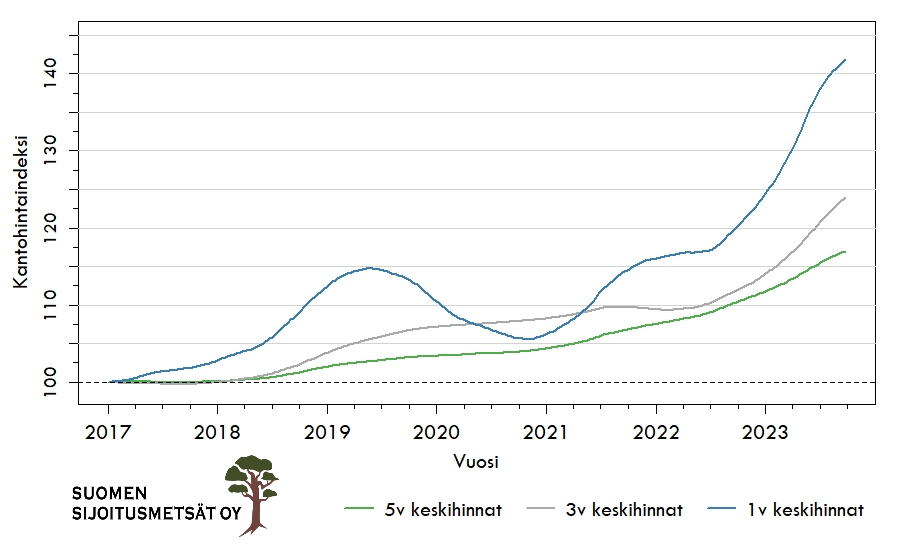 Kantohintaindeksi
140
130
120
110
100
2017 2018 2019 2020 2021 2022 2023
Vuosi
SUOMEN
SIJOITUSMETSÄT OY
5v keskihinnat 3v keskihinnat 1v keskihinnat